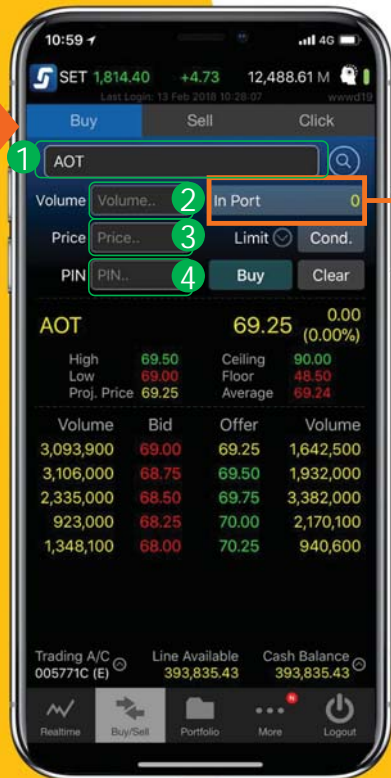 10:59 4G
SET 1,814.40 +4.73 12,488.61 M
Last Login: 13 Feb 2018 10:28:07 wwwd19
Buy Sell Click
1 AOT
Volume Volume.. 2 In Port 0
Price Price.. 3 Limit Cond.
PIN PIN.. 4 Buy Clear
AOT 69.25 0.00
(0.00%)
High 69.50 Ceiling 90.00
Low 69.00 Floor 48.50
Proj. Price 69.25 Average 69.24
Volume Bid Offer Volume
3,093,900 69.00 69.25 1,642,500
3,106,000 68.75 69.50 1,932,000
2,335,000 68.50 69.75 3,382,000
923,000 68.25 70.00 2,170,100
1,348,100 68.00 70.25 940,600
Trading A/C Line Available Cash Balance
005771C (E) 393,835.43 393,835.43
N
Realtime Buy/Sell Portfolio More Logout